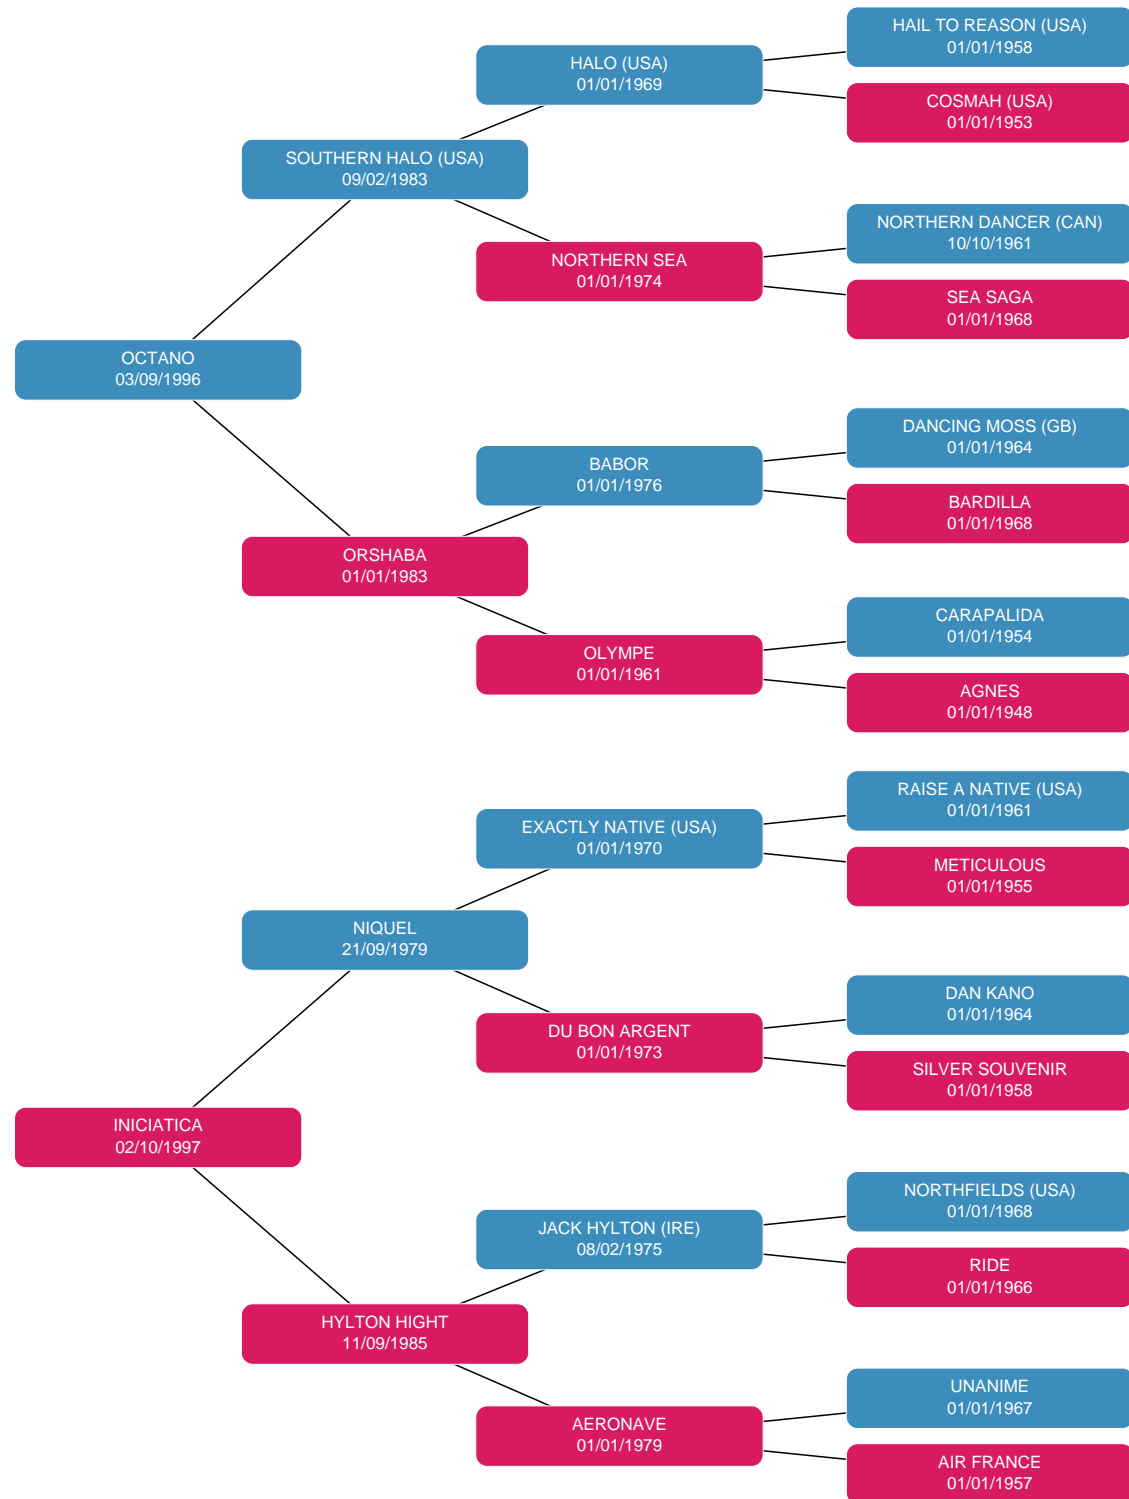 HAIL TO REASON (USA)
01/01/1958
HALO (USA)
01/01/1969
COSMAH (USA)
01/01/1953
SOUTHERN HALO (USA)
09/02/1983
NORTHERN DANCER (CAN)
10/10/1961
NORTHERN SEA
01/01/1974
SEA SAGA
01/01/1968
OCTANO
03/09/1996
DANCING MOSS (GB)
01/01/1964
BABOR
01/01/1976
BARDILLA
01/01/1968
ORSHABA
01/01/1983
CARAPALIDA
01/01/1954
OLYMPE
01/01/1961
AGNES
01/01/1948
RAISE A NATIVE (USA)
01/01/1961
EXACTLY NATIVE (USA)
01/01/1970
METICULOUS
01/01/1955
NIQUEL
21/09/1979
DAN KANO
01/01/1964
DU BON ARGENT
01/01/1973
SILVER SOUVENIR
01/01/1958
INICIATICA
02/10/1997
NORTHFIELDS (USA)
01/01/1968
JACK HYLTON (IRE)
08/02/1975
RIDE
01/01/1966
HYLTON HIGHT
11/09/1985
UNANIME
01/01/1967
AERONAVE
01/01/1979
AIR FRANCE
01/01/1957